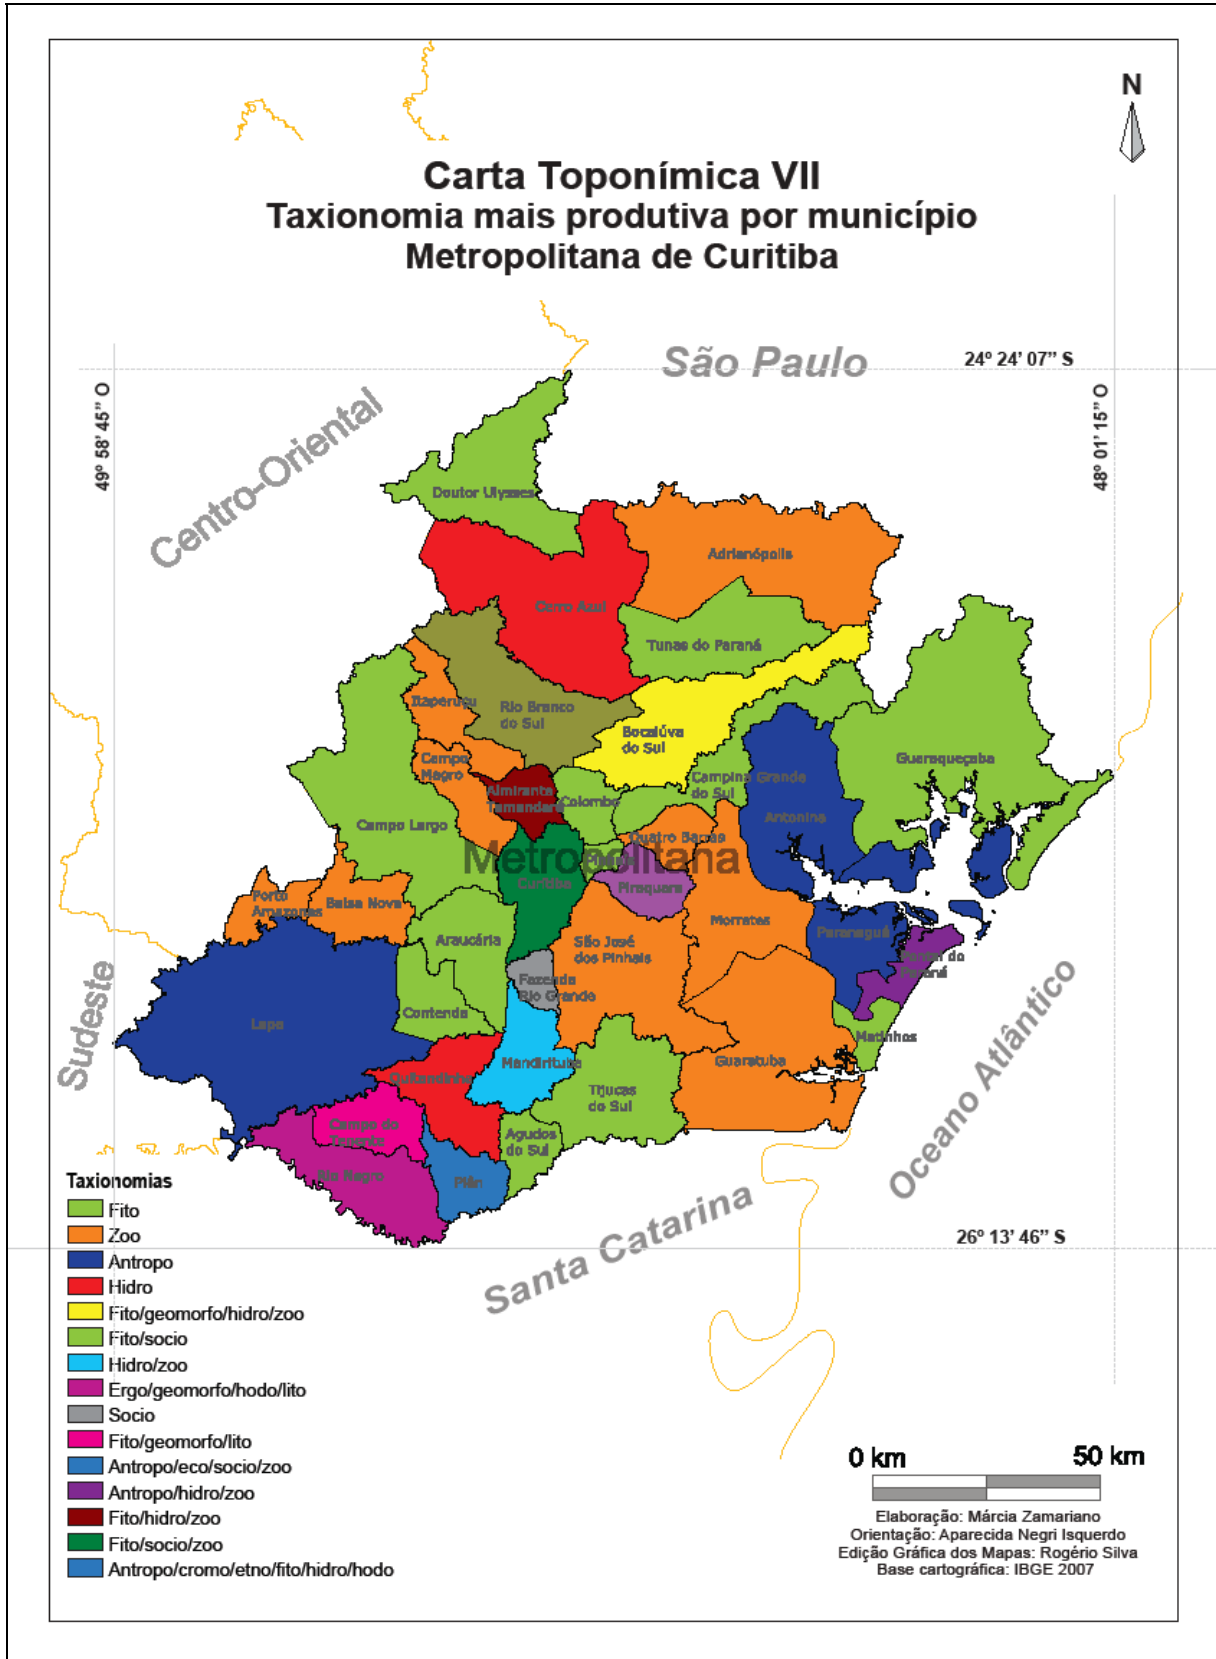 N
Carta Toponímica VII
Taxionomia mais produtiva por município
Metropolitana de Curitiba
São Paulo
24º 24' 07" S
49º 58' 45" O
48º 01' 15" O
Centro-Oriental
Doutor Ulysses
Adrianópolis
Cerro Azul
Tunas do Paraná
Itaperuçu
Rio Branco
do Sul
Bocaiúva
do Sul
Guaraqueçaba
Campo
Magro
Campina Grande
do Sul
Almirante
Tamandaré
Colombo
Antonina
Campo Largo
Quatro Barras
Metropolitana
Curitiba
Piraquara
Porto
Amazonas
Balsa Nova
Morretes
Araucária
São José
dos Pinhais
Paranaguá
Pontal do
Paraná
Fazenda
Rio Grande
Sudeste
Lapa
Contenda
Matinhos
Mandirituba
Guaratuba
Oceano Atlântico
Quitandinha
Tijucas
do Sul
Campo do
Tenente
Agudos
do Sul
Rio Negro
Piên
Santa Catarina
26º 13' 46" S
Taxionomias
Fito
Zoo
Antropo
Hidro
Fito/geomorfo/hidro/zoo
Fito/socio
Hidro/zoo
Ergo/geomorfo/hodo/lito
Socio
Fito/geomorfo/lito
Antropo/eco/socio/zoo
Antropo/hidro/zoo
Fito/hidro/zoo
Fito/socio/zoo
Antropo/cromo/etno/fito/hidro/hodo
0 km 50 km
Elaboração: Márcia Zamariano
Orientação: Aparecida Negri Isquerdo
Edição Gráfica dos Mapas: Rogério Silva
Base cartográfica: IBGE 2007